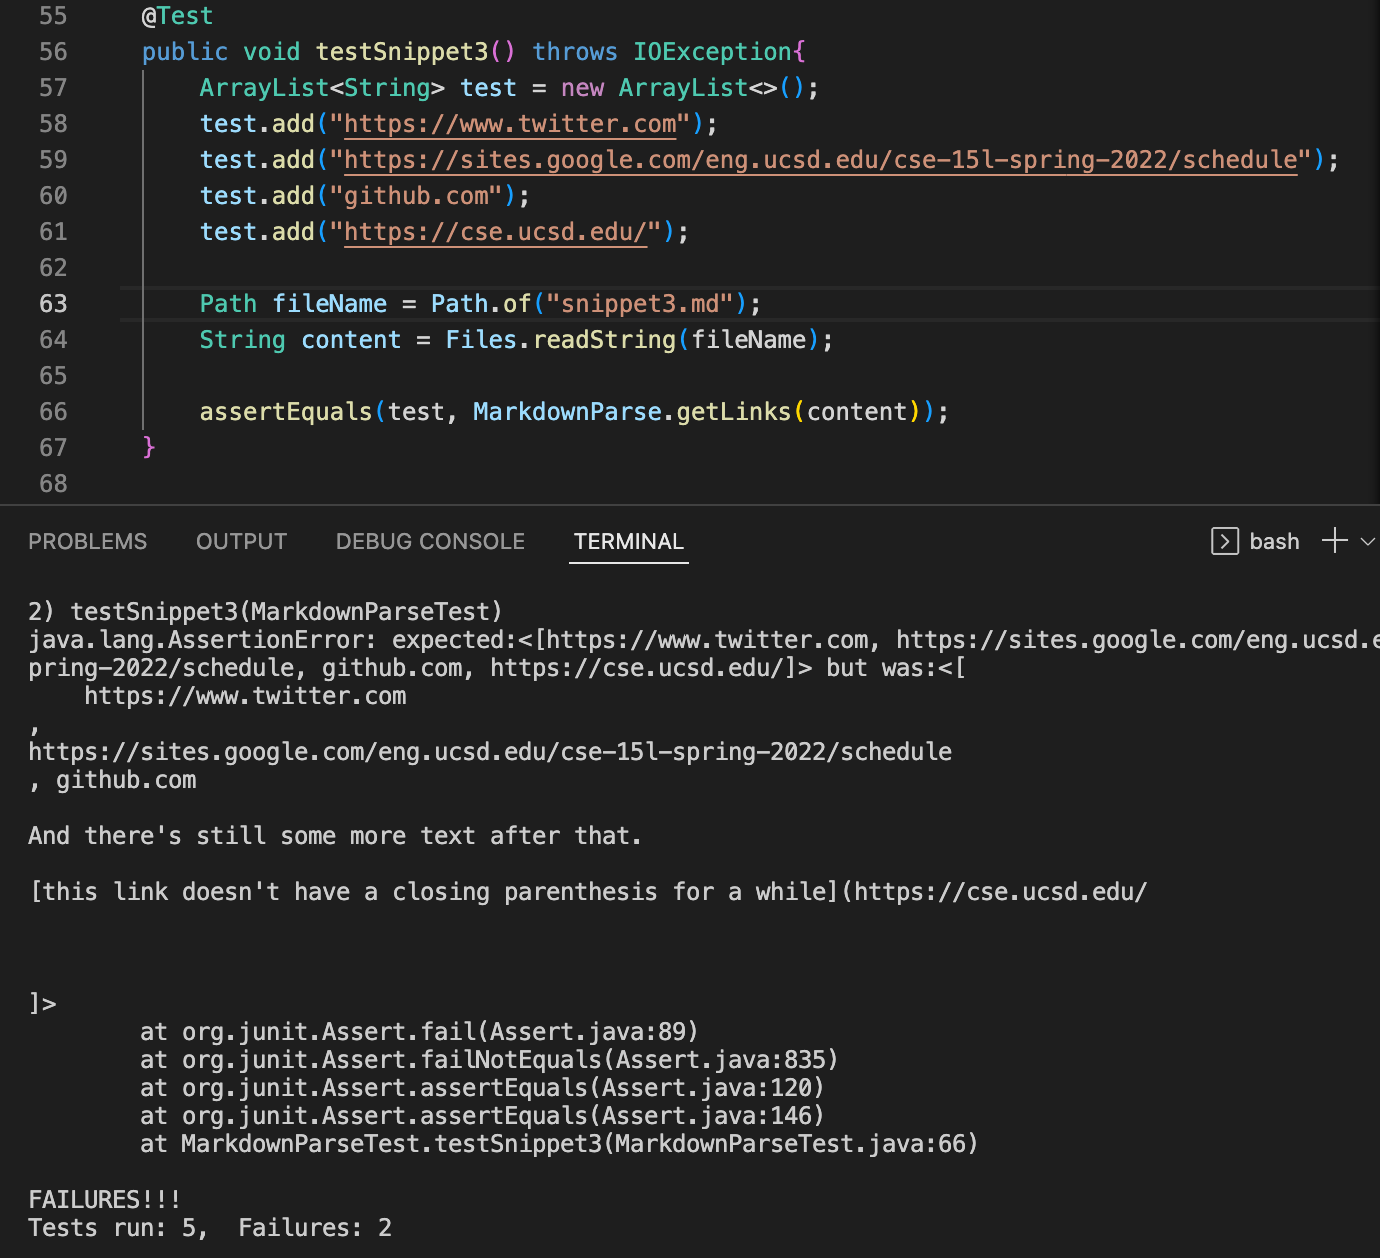 55 @Test
56 public void testSnippet3() throws IOException{
57 ArrayList<String> test = new ArrayList<>();
58 test.add("https://www.twitter.com");
59 test.add("https://sites.google.com/eng.ucsd.edu/cse-15l-spring-2022/schedule");
60 test.add("github.com");
61 test.add("https://cse.ucsd.edu/");
62
63 Path fileName = Path.of("snippet3.md");
64 String content = Files.readString(fileName);
65
66 assertEquals(test, MarkdownParse.getLinks(content));
67 }
68
PROBLEMS OUTPUT DEBUG CONSOLE TERMINAL bash
2) testSnippet3(MarkdownParseTest)
java.lang.AssertionError: expected:<[https://www.twitter.com, https://sites.google.com/eng.ucsd.e
pring-2022/schedule, github.com, https://cse.ucsd.edu/]> but was:<[
https://www.twitter.com
,
https://sites.google.com/eng.ucsd.edu/cse-15l-spring-2022/schedule
, github.com
And there's still some more text after that.
[this link doesn't have a closing parenthesis for a while](https://cse.ucsd.edu/
]>
at org.junit.Assert.fail(Assert.java:89)
at org.junit.Assert.failNotEquals(Assert.java:835)
at org.junit.Assert.assertEquals(Assert.java:120)
at org.junit.Assert.assertEquals(Assert.java:146)
at MarkdownParseTest.testSnippet3(MarkdownParseTest.java:66)
FAILURES!!!
Tests run: 5,  Failures: 2